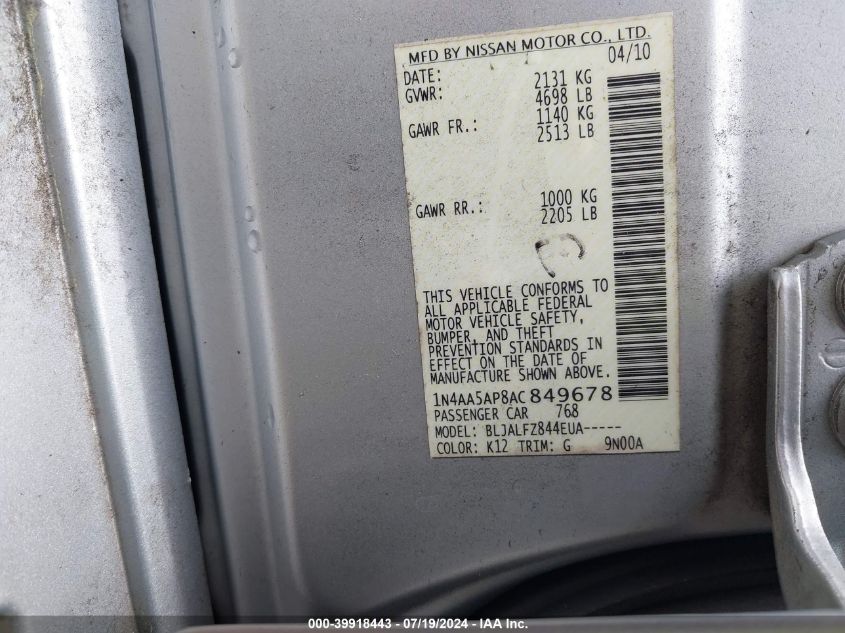 MFD BY NISSAN MOTOR CO., LTD.
DATE: 04/10
GVWR: 2131 KG
4698 LB
GAWR FR.: 1140 KG
2513 LB
GAWR RR.: 1000 KG
2205 LB
THIS VEHICLE CONFORMS TO
ALL APPLICABLE FEDERAL
MOTOR VEHICLE SAFETY,
BUMPER, AND THEFT
PREVENTION STANDARDS IN
EFFECT ON THE DATE OF
MANUFACTURE SHOWN ABOVE.
1N4AA5AP8AC849678
PASSENGER CAR 768
MODEL: BLJALFZ844EUA-----
COLOR: K12 TRIM: G 9N00A
000-39918443 - 07/19/2024 - IAA Inc.